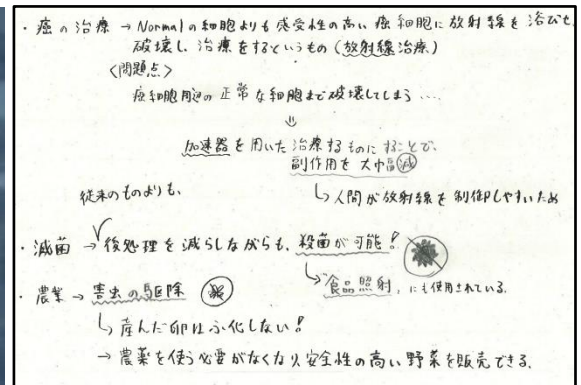 ・癌の治療 → Normalの細胞よりも感受性の高い癌細胞に放射線を浴びせ
破壊し、治療をするというもの(放射線治療)
<問題点>
癌細胞周辺の正常な細胞まで破壊してしまう…
⇓
加速器を用いた治療するものにすることで、
副作用を大中幅減
↳人間が放射線を制御しやすいため
従来のものよりも、
・滅菌 → 後処理を減らしながらも、殺菌が可能!
↳食品照射, にも使用されている。
・農業 → 害虫の駆除
↳産んだ卵はふ化しない!
→ 農薬を使う必要がなくなり安全性の高い野菜を販売できる。